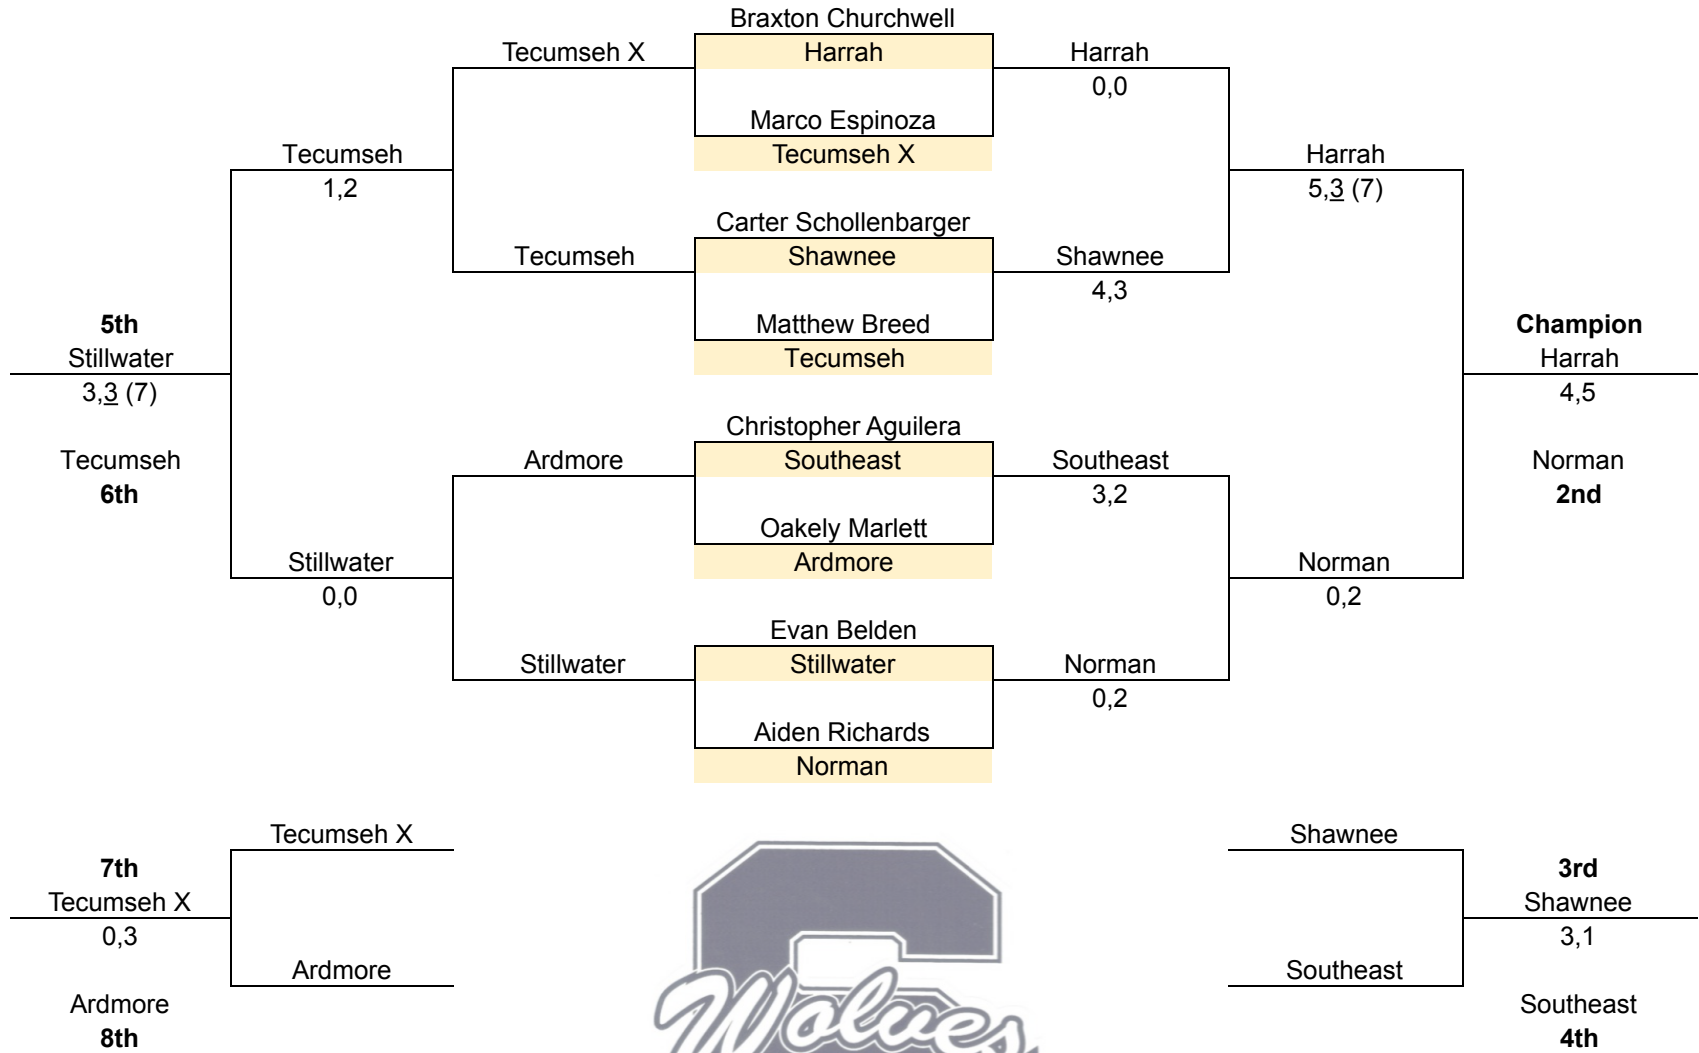 Braxton Churchwell
Tecumseh X Harrah Harrah
0,0
Marco Espinoza
Tecumseh Tecumseh X Harrah
1,2 5,3 (7)
Carter Schollenbarger
Tecumseh Shawnee Shawnee
4,3
5th Matthew Breed Champion
Stillwater Tecumseh Harrah
3,3 (7) 4,5
Christopher Aguilera
Tecumseh Ardmore Southeast Southeast Norman
6th 3,2 2nd
Oakely Marlett
Stillwater Ardmore Norman
0,0 0,2
Evan Belden
Stillwater Stillwater Norman
0,2
Aiden Richards
Norman
Tecumseh X Shawnee
7th 3rd
Tecumseh X Shawnee
0,3 3,1
Ardmore Southeast
Ardmore Southeast
8th 4th
Wolves